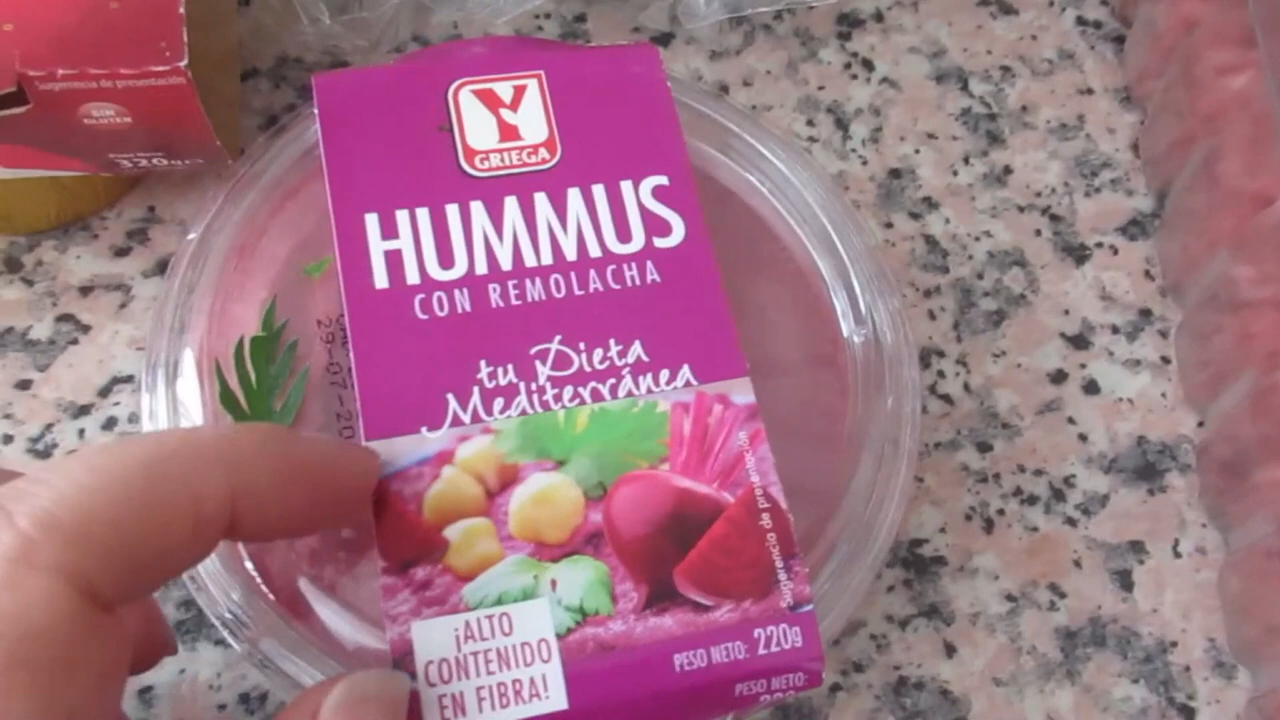 Sugerencia de presentación
SIN
GLUTEN
320g
Y
GRIEGA
HUMMUS
CON REMOLACHA
tu Dieta
Mediterránea
29-07-20
Sugerencia de presentación
¡ALTO
CONTENIDO
EN FIBRA!
PESO NETO: 220g
PESO NETO: